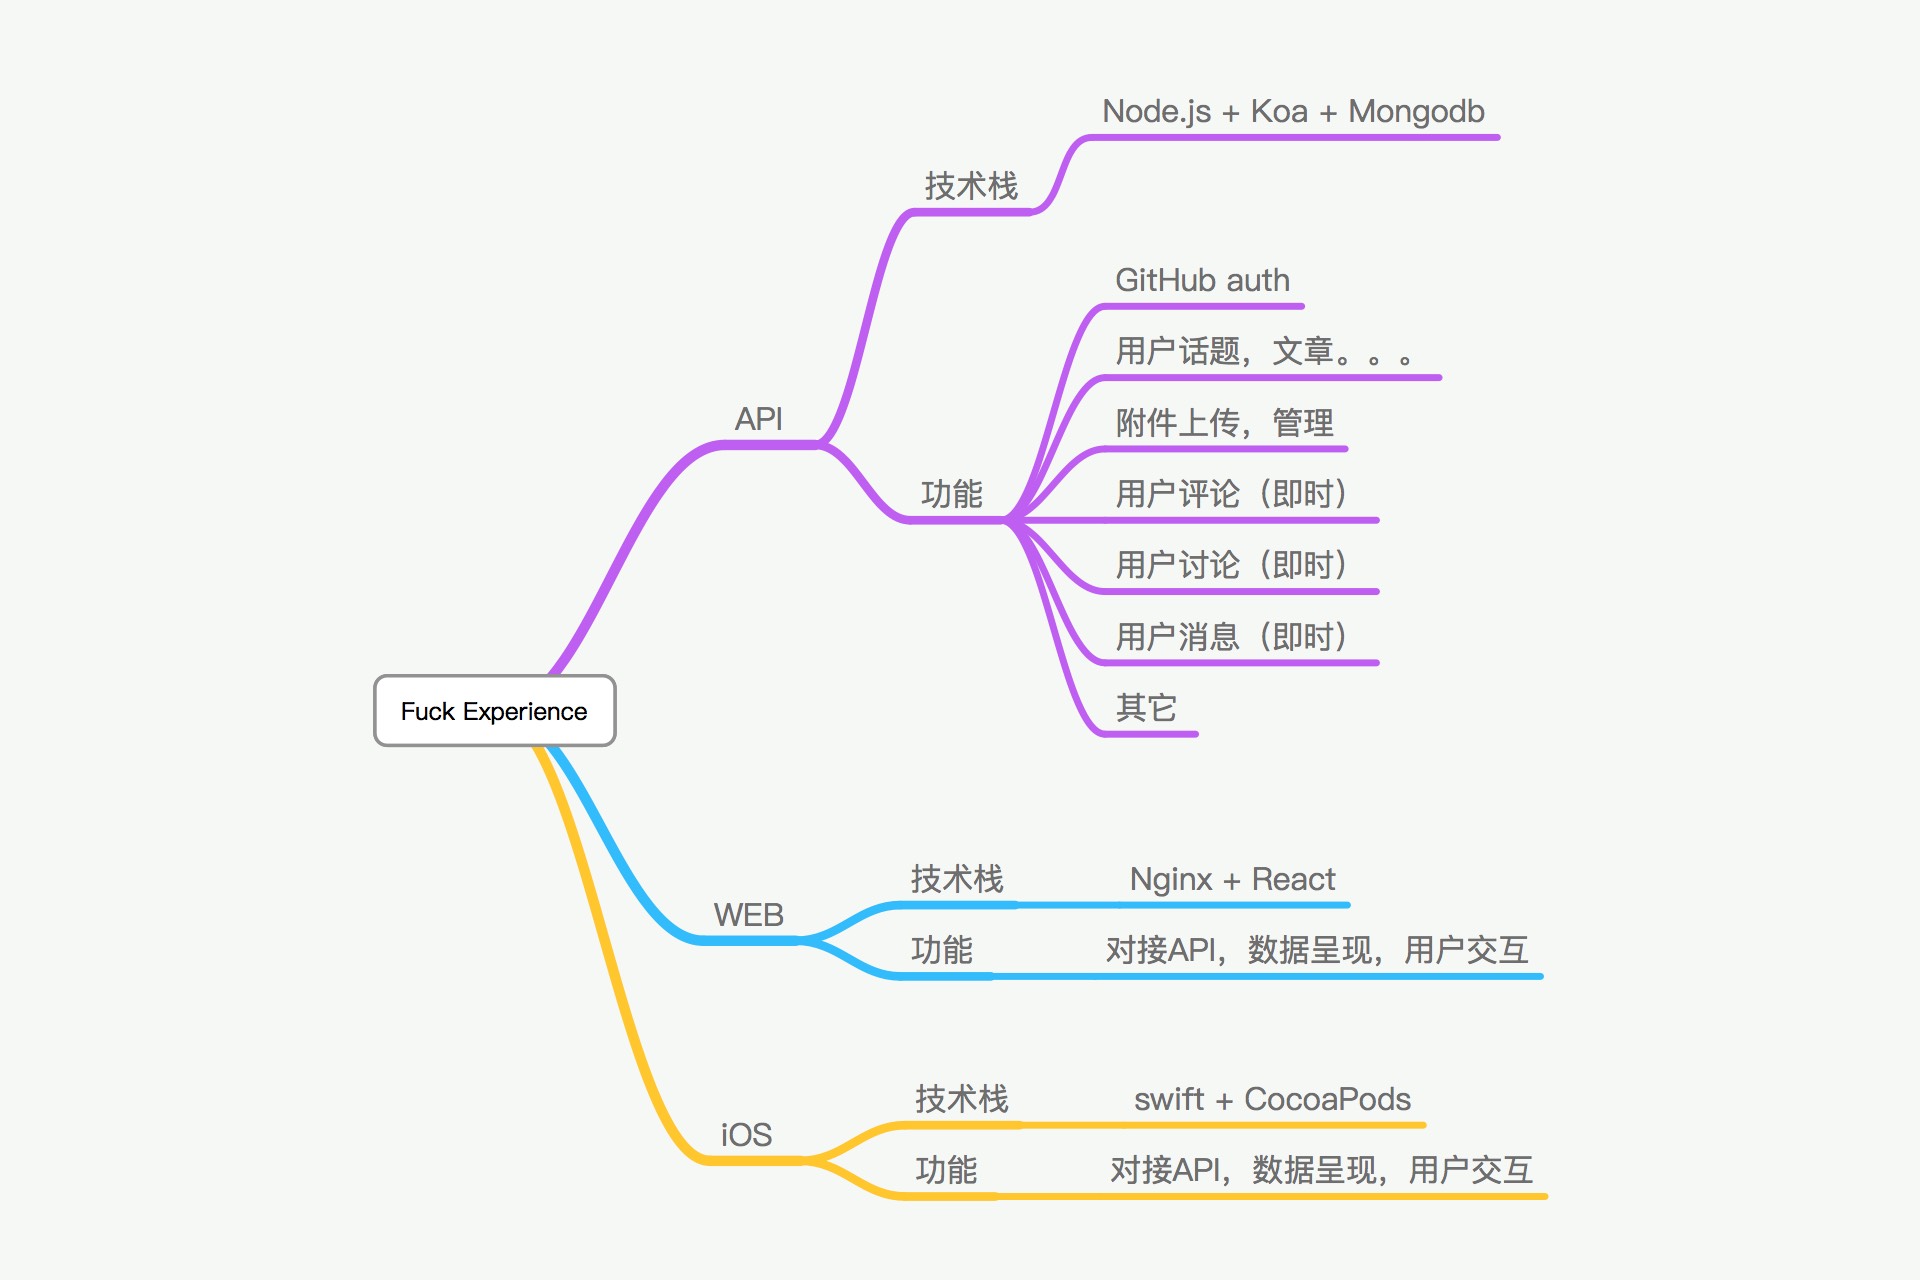 Node.js + Koa + Mongodb
技术栈
GitHub auth
用户话题，文章。。。
API
附件上传，管理
功能
用户评论（即时）
用户讨论（即时）
用户消息（即时）
其它
Fuck Experience
技术栈
Nginx + React
WEB
功能
对接API，数据呈现，用户交互
技术栈
swift + CocoaPods
iOS
功能
对接API，数据呈现，用户交互